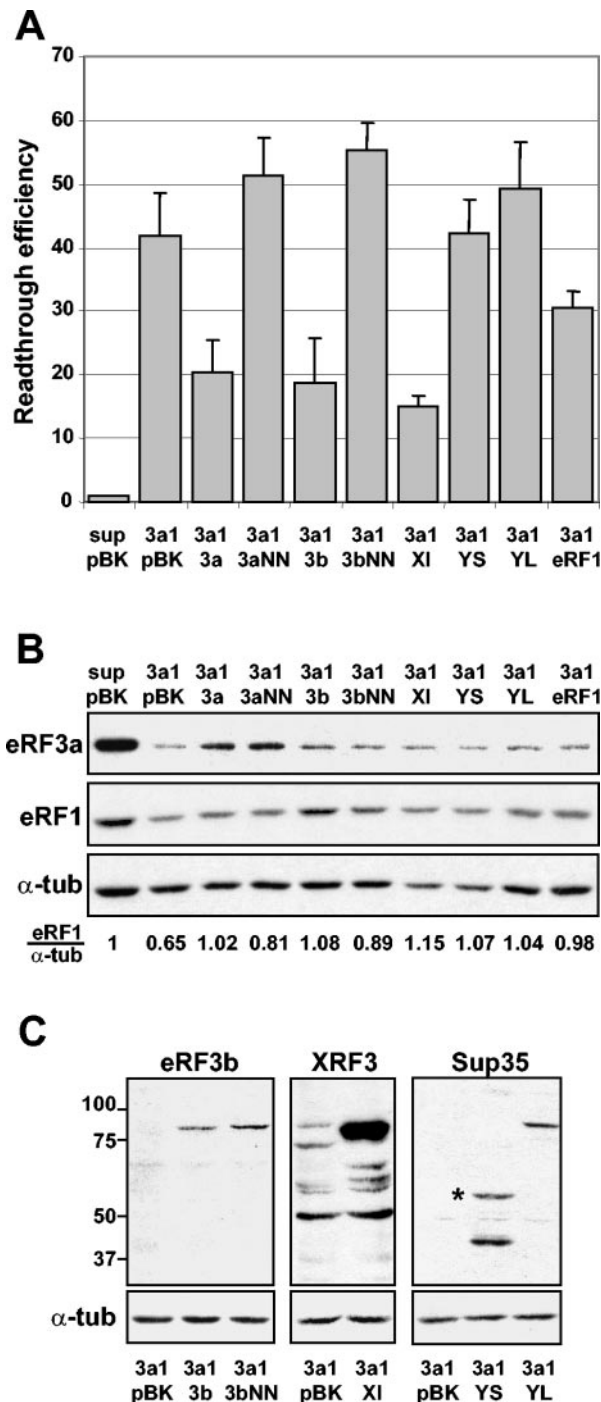 A
70
60
50
40
30
20
10
0
Readthrough efficiency
sup 3a1 3a1 3a1 3a1 3a1 3a1 3a1 3a1 3a1
pBK pBK 3a 3aNN 3b 3bNN XI YS YL eRF1
B
sup 3a1 3a1 3a1 3a1 3a1 3a1 3a1 3a1 3a1
pBK pBK 3a 3aNN 3b 3bNN XI YS YL eRF1
eRF3a
eRF1
α-tub
eRF1
α-tub
1 0.65 1.02 0.81 1.08 0.89 1.15 1.07 1.04 0.98
C
eRF3b XRF3 Sup35
100
75
50
37
*
α-tub
3a1 3a1 3a1 3a1 3a1 3a1 3a1 3a1
pBK 3b 3bNN pBK XI pBK YS YL